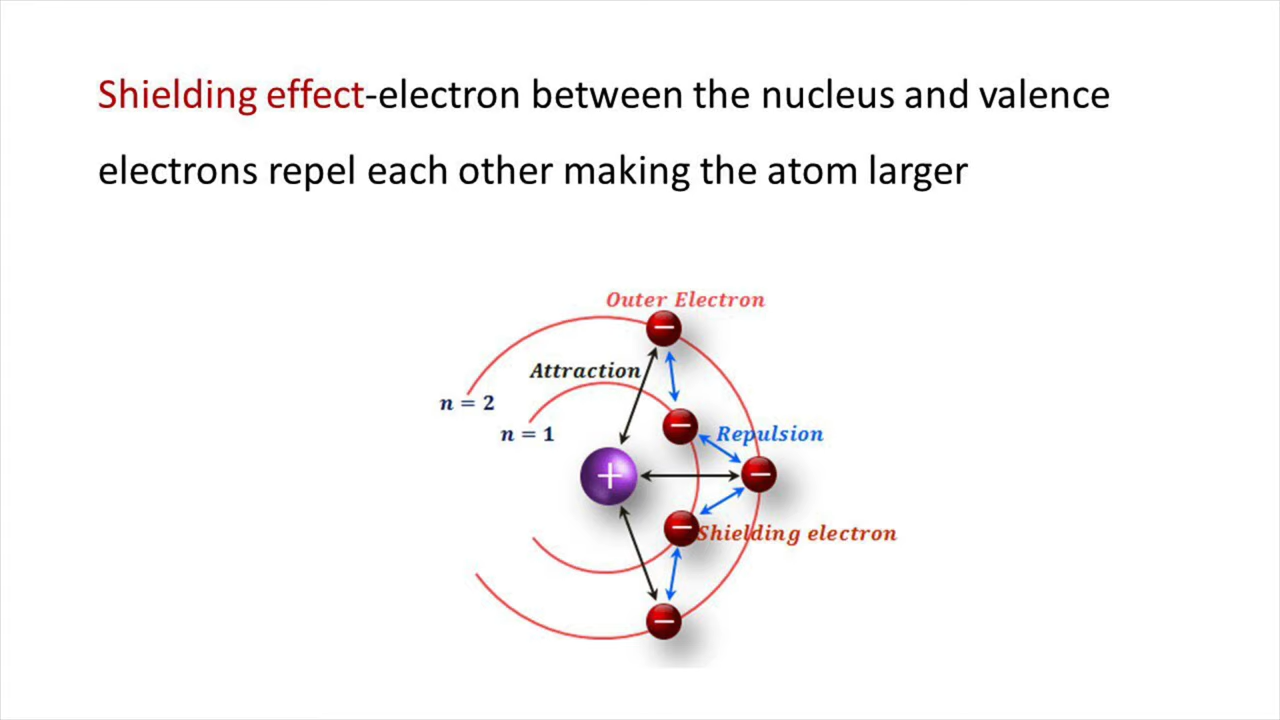 Shielding effect-electron between the nucleus and valence
electrons repel each other making the atom larger
Outer Electron
−
Attraction
n = 2
−
Repulsion
n = 1
+
−
−
Shielding electron
−